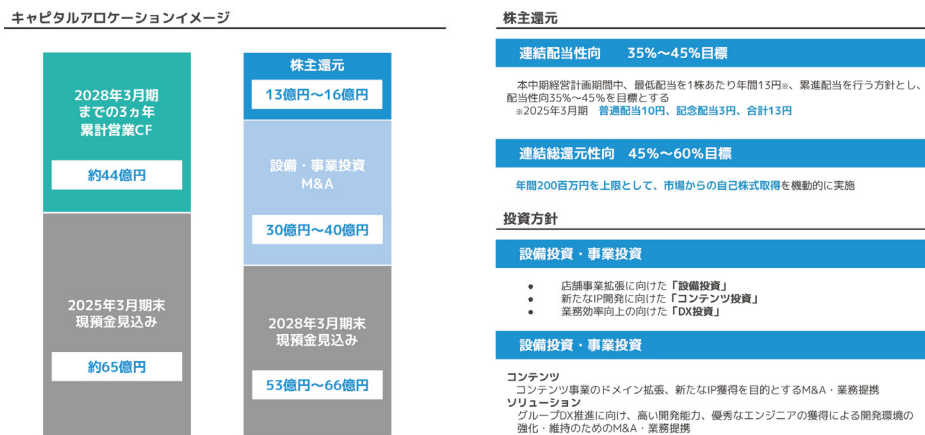 キャピタルアロケーションイメージ
2028年3月期
までの3ヵ年
累計営業CF
約44億円
2025年3月期末
現預金見込み
約65億円
株主還元
13億円～16億円
設備・事業投資
M&A
30億円～40億円
2028年3月期末
現預金見込み
53億円～66億円
株主還元
連結配当性向　35%～45%目標
本中期経営計画期間中、最低配当を1株あたり年間13円※、累進配当を行う方針とし、
配当性向35%～45%を目標とする
※2025年3月期　普通配当10円、記念配当3円、合計13円
連結総還元性向　45%～60%目標
年間200百万円を上限として、市場からの自己株式取得を機動的に実施
投資方針
設備投資・事業投資
● 店舗事業拡張に向けた「設備投資」
● 新たなIP開発に向けた「コンテンツ投資」
● 業務効率向上の向けた「DX投資」
設備投資・事業投資
コンテンツ
コンテンツ事業のドメイン拡張、新たなIP獲得を目的とするM&A・業務提携
ソリューション
グループDX推進に向け、高い開発能力、優秀なエンジニアの獲得による開発環境の
強化・維持のためのM&A・業務提携